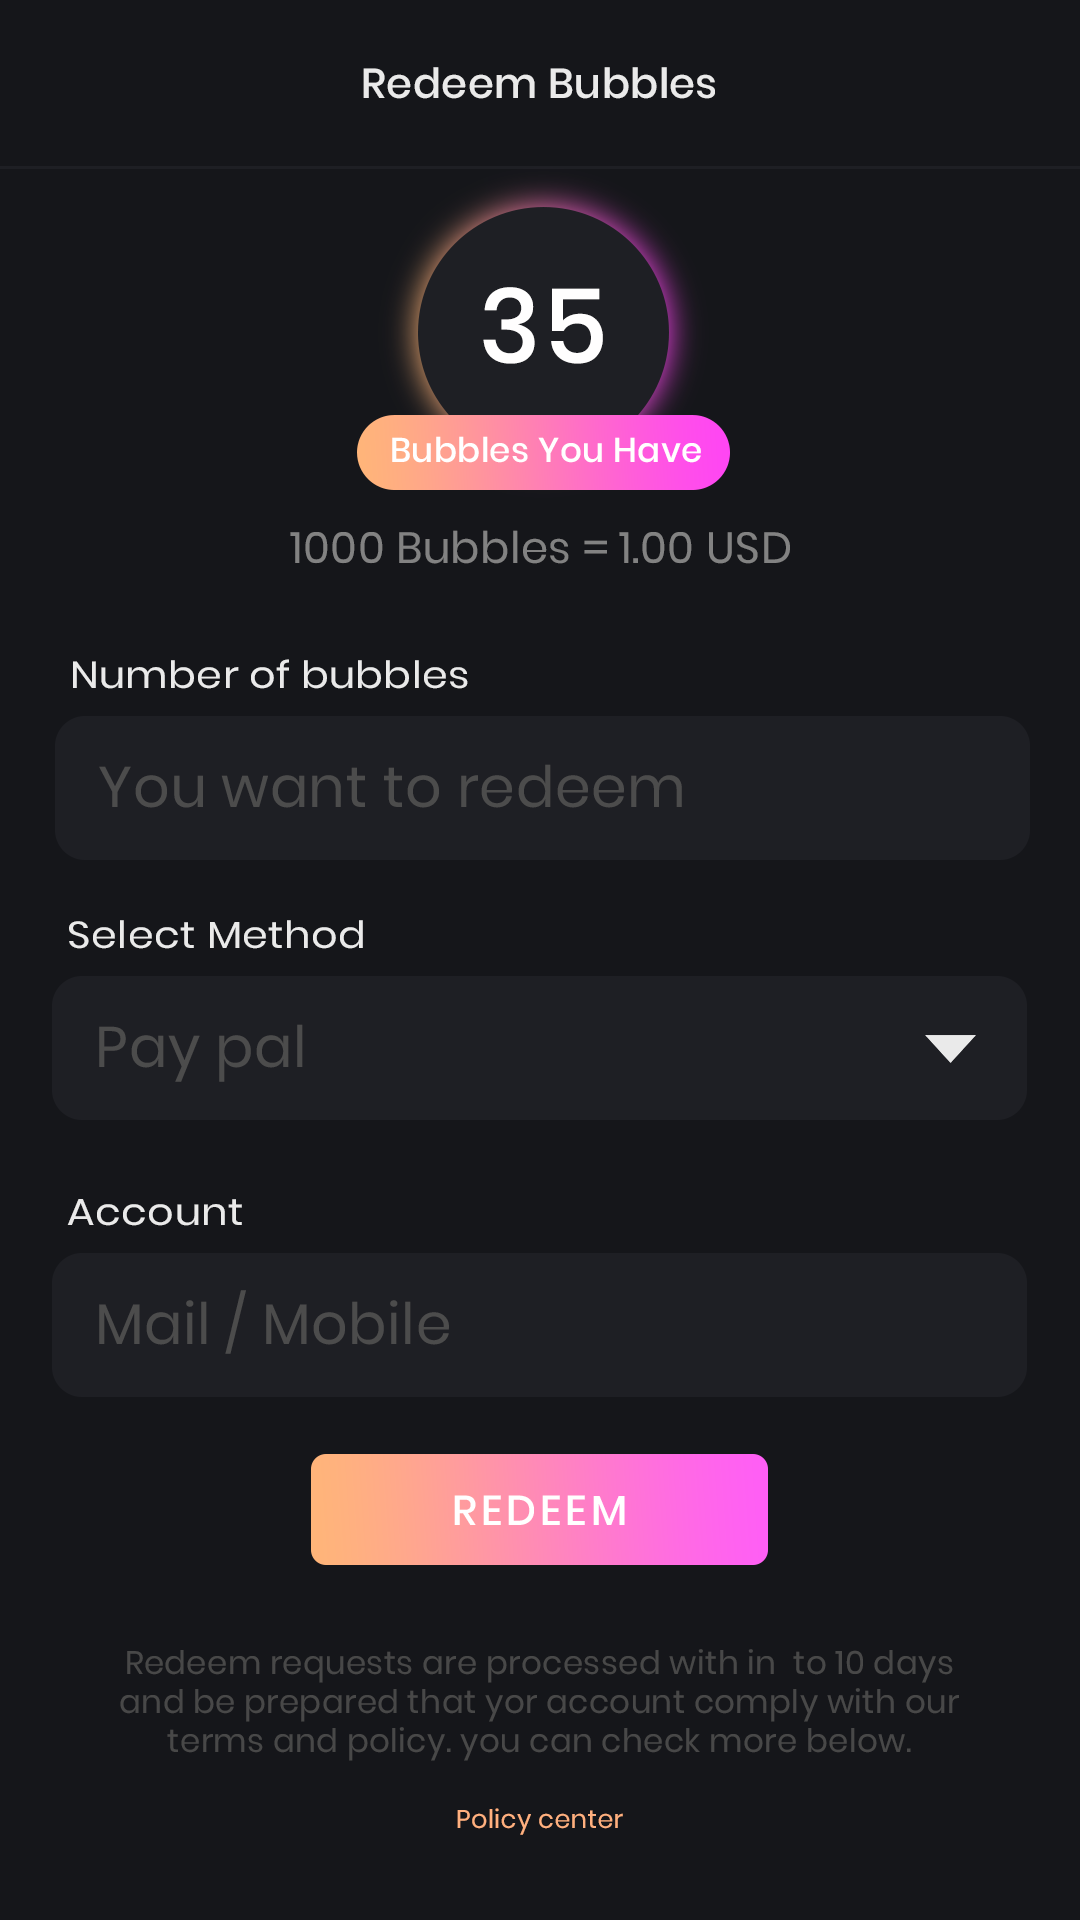 Redeem Bubbles
35
Bubbles You Have
1000 Bubbles = 1.00 USD
Number of bubbles
You want to redeem
Select Method
Pay pal
Account
Mail / Mobile
REDEEM
Redeem requests are processed with in  to 10 days
and be prepared that yor account comply with our
terms and policy. you can check more below.
Policy center